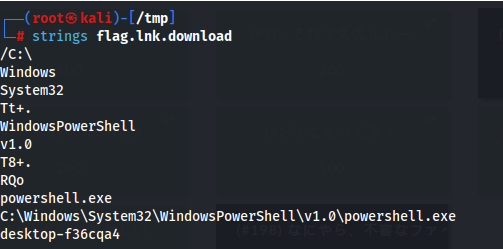 ┌──(root㉿kali)-[/tmp]
└─# strings flag.lnk.download
/C:\
Windows
System32
Tt+.
WindowsPowerShell
v1.0
T8+.
RQo
powershell.exe
C:\Windows\System32\WindowsPowerShell\v1.0\powershell.exe
desktop-f36cqa4